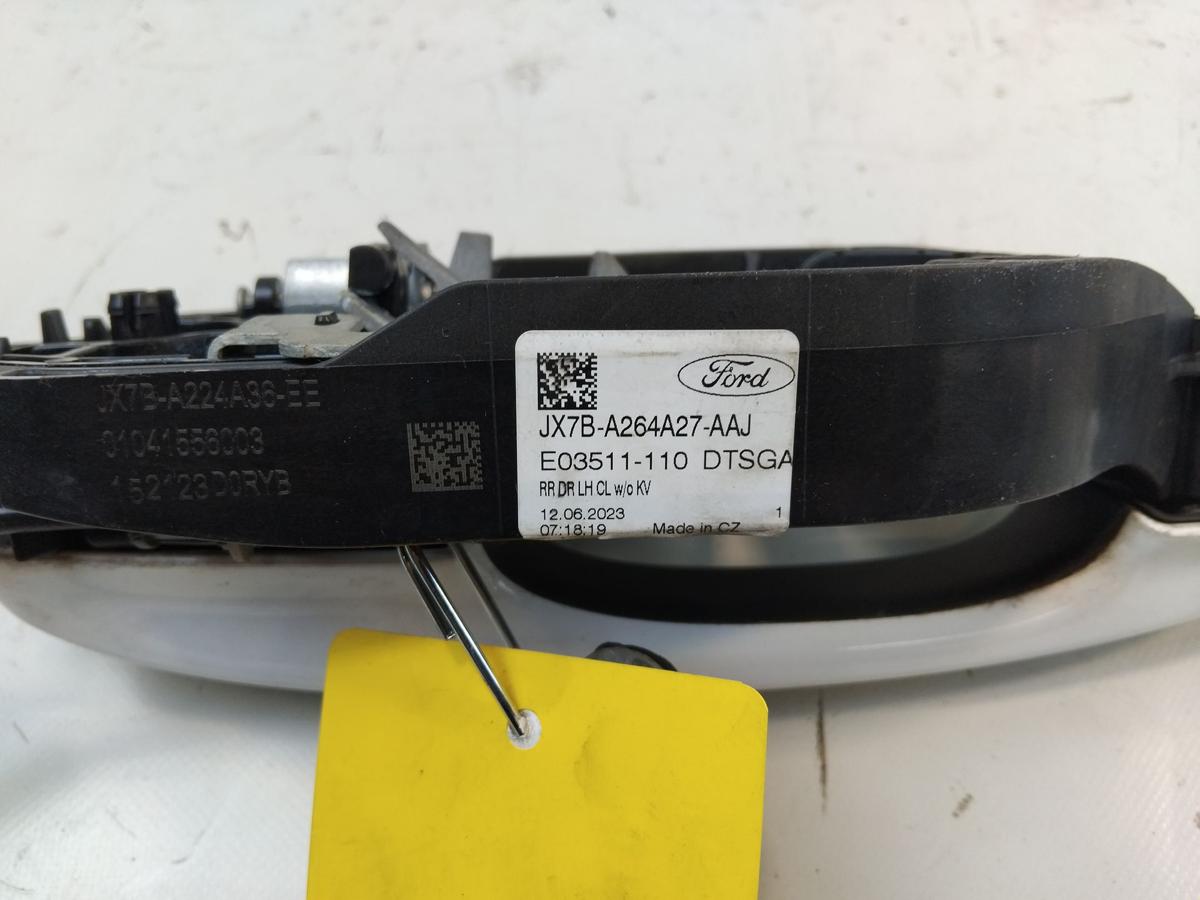 JX7B-A224A36-EE
01041556003
152123D0RYB
Ford
JX7B-A264A27-AAJ
E03511-110 DTSGA
RR DR LH CL w/o KV
12.06.2023 1
07:18:19 Made in CZ